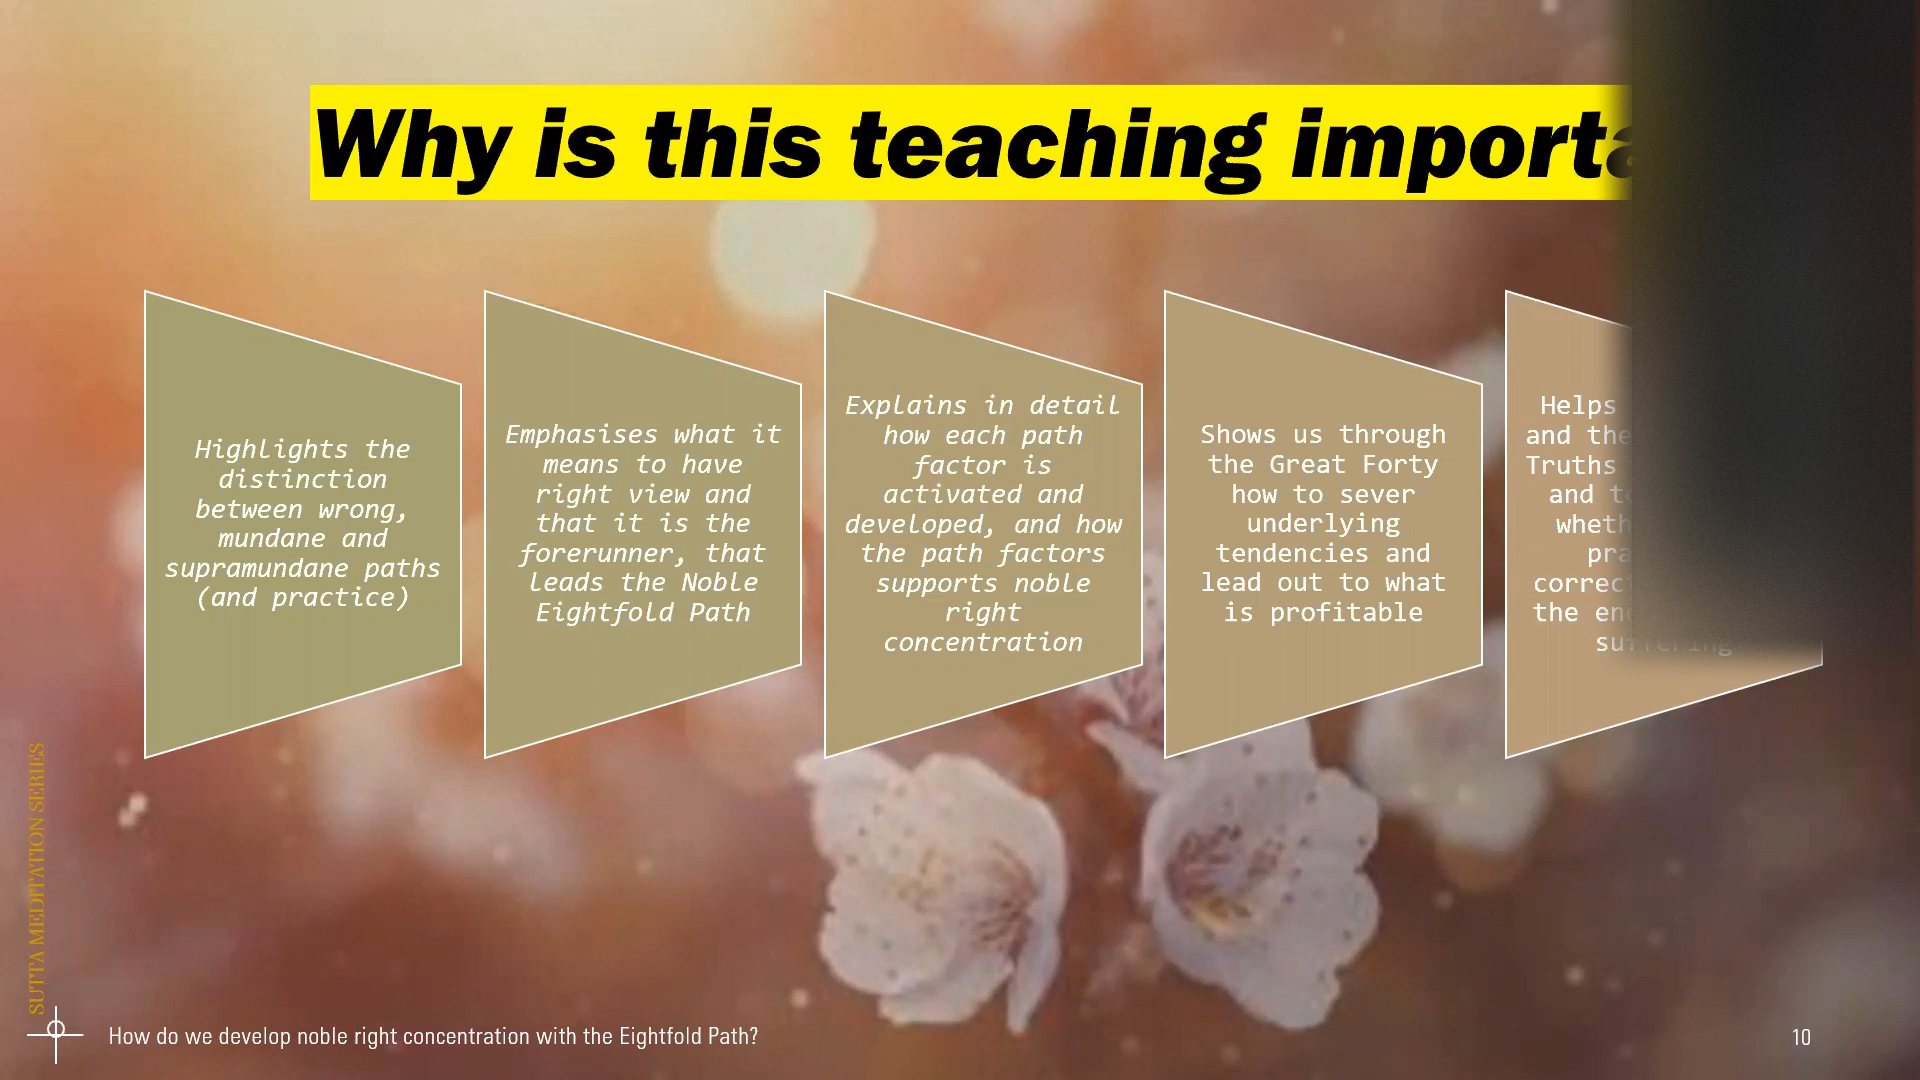 Why is this teaching
Highlights the
distinction
between wrong,
mundane and
supramundane paths
(and practice)
Emphasises what it
means to have
right view and
that it is the
forerunner, that
leads the Noble
Eightfold Path
Explains in detail
how each path
factor is
activated and
developed, and how
the path factors
supports noble
right
concentration
Shows us through
the Great Forty
how to sever
underlying
tendencies and
lead out to what
is profitable
Helps
and
Truths
and
the
suffering
SUTTA MEDITATION SERIES
How do we develop noble right concentration with the Eightfold Path?
10